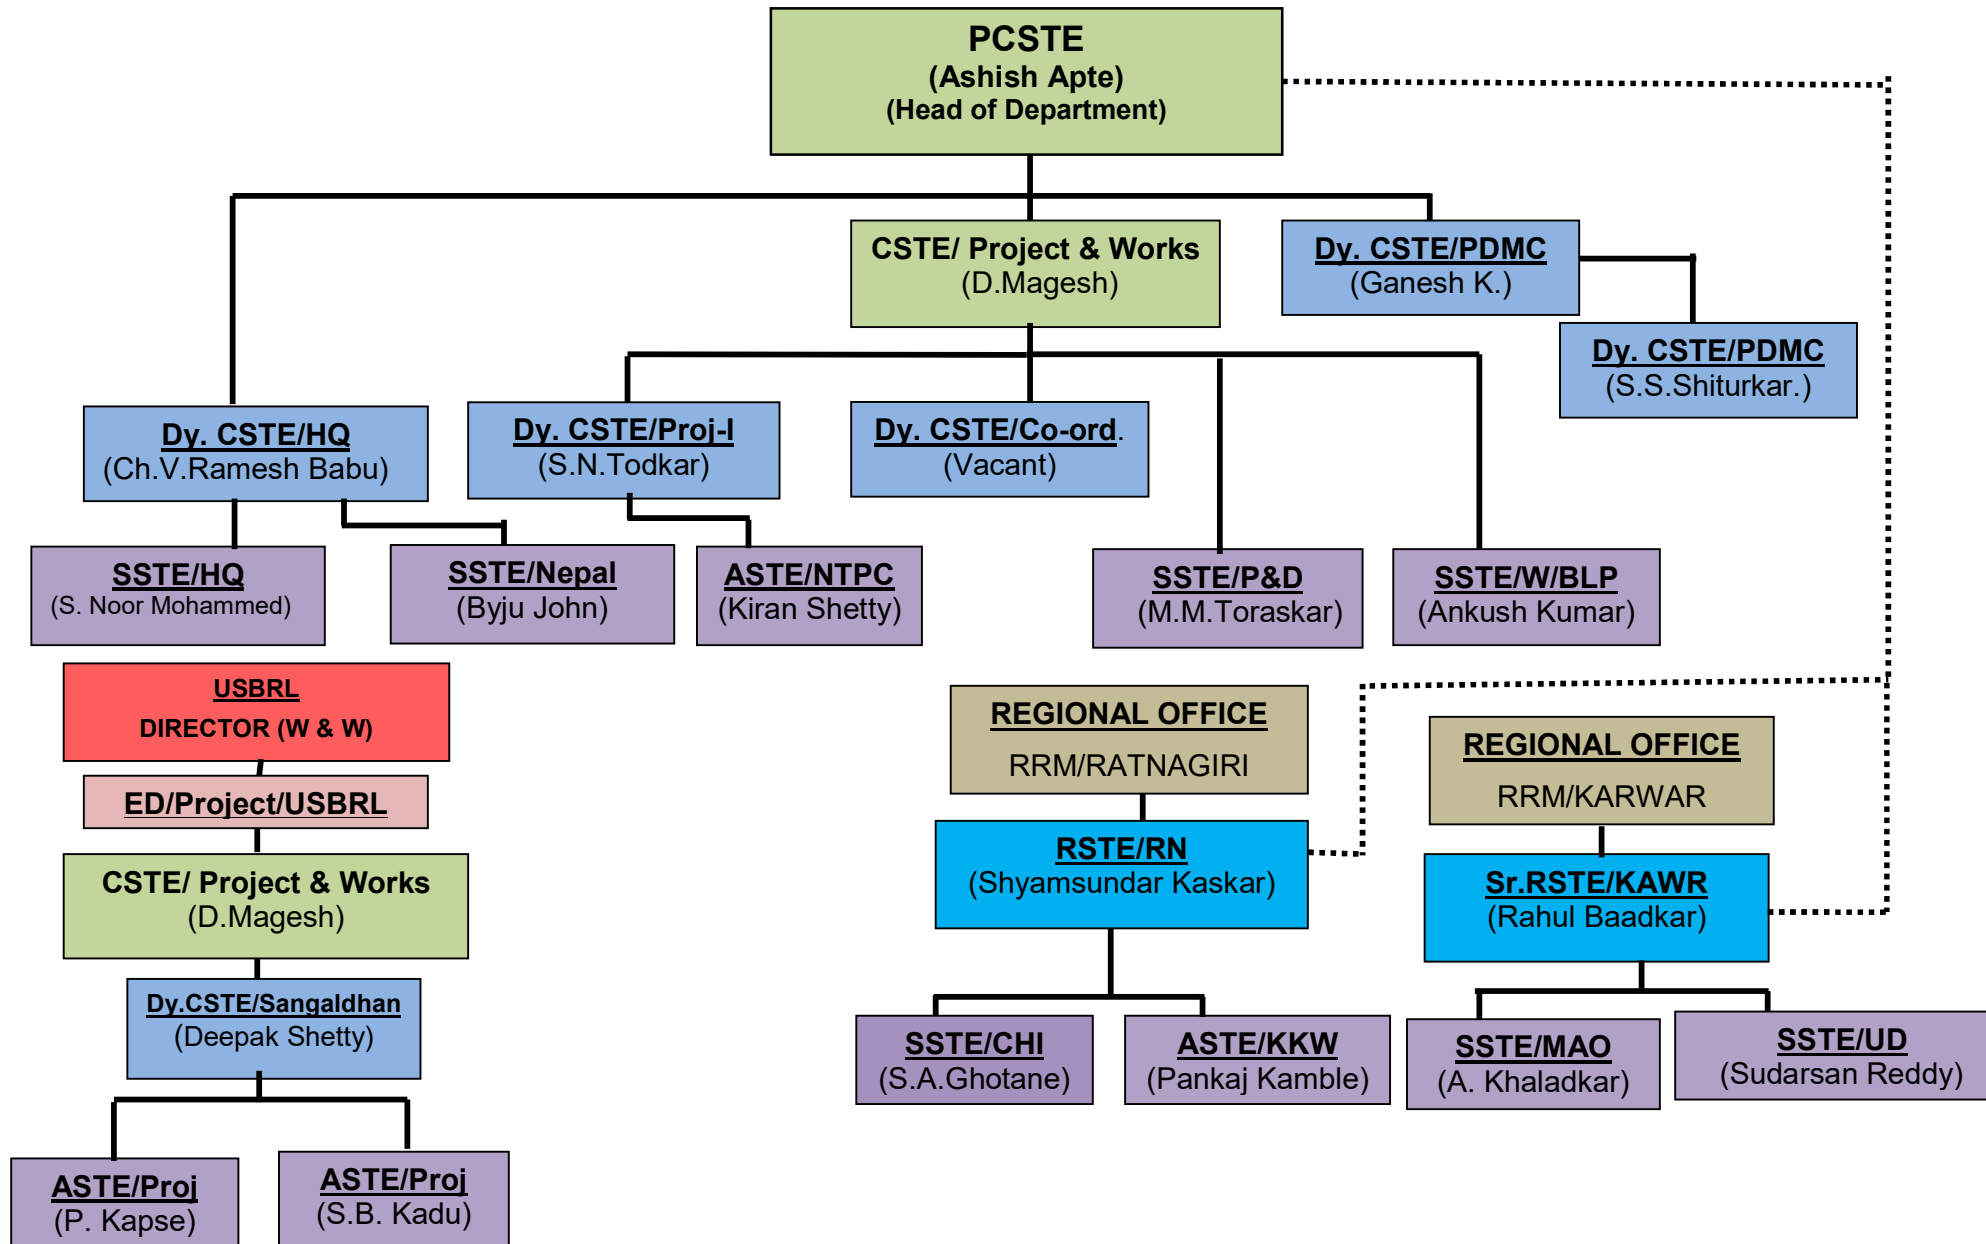 PCSTE
(Ashish Apte)
(Head of Department)
CSTE/ Project & Works
(D.Magesh)
Dy. CSTE/PDMC
(Ganesh K.)
Dy. CSTE/PDMC
(S.S.Shiturkar.)
Dy. CSTE/HQ
(Ch.V.Ramesh Babu)
Dy. CSTE/Proj-I
(S.N.Todkar)
Dy. CSTE/Co-ord.
(Vacant)
SSTE/HQ
(S. Noor Mohammed)
SSTE/Nepal
(Byju John)
ASTE/NTPC
(Kiran Shetty)
SSTE/P&D
(M.M.Toraskar)
SSTE/W/BLP
(Ankush Kumar)
USBRL
DIRECTOR (W & W)
ED/Project/USBRL
CSTE/ Project & Works
(D.Magesh)
Dy.CSTE/Sangaldhan
(Deepak Shetty)
ASTE/Proj
(P. Kapse)
ASTE/Proj
(S.B. Kadu)
REGIONAL OFFICE
RRM/RATNAGIRI
RSTE/RN
(Shyamsundar Kaskar)
SSTE/CHI
(S.A.Ghotane)
ASTE/KKW
(Pankaj Kamble)
REGIONAL OFFICE
RRM/KARWAR
Sr.RSTE/KAWR
(Rahul Baadkar)
SSTE/MAO
(A. Khaladkar)
SSTE/UD
(Sudarsan Reddy)